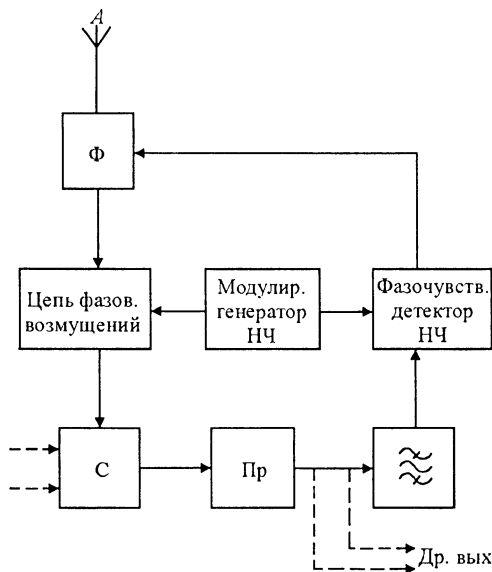 А
Ф
Цепь фазов.
возмущений
Модулир.
генератор
НЧ
Фазочувств.
детектор
НЧ
С
Пр
Др. вых